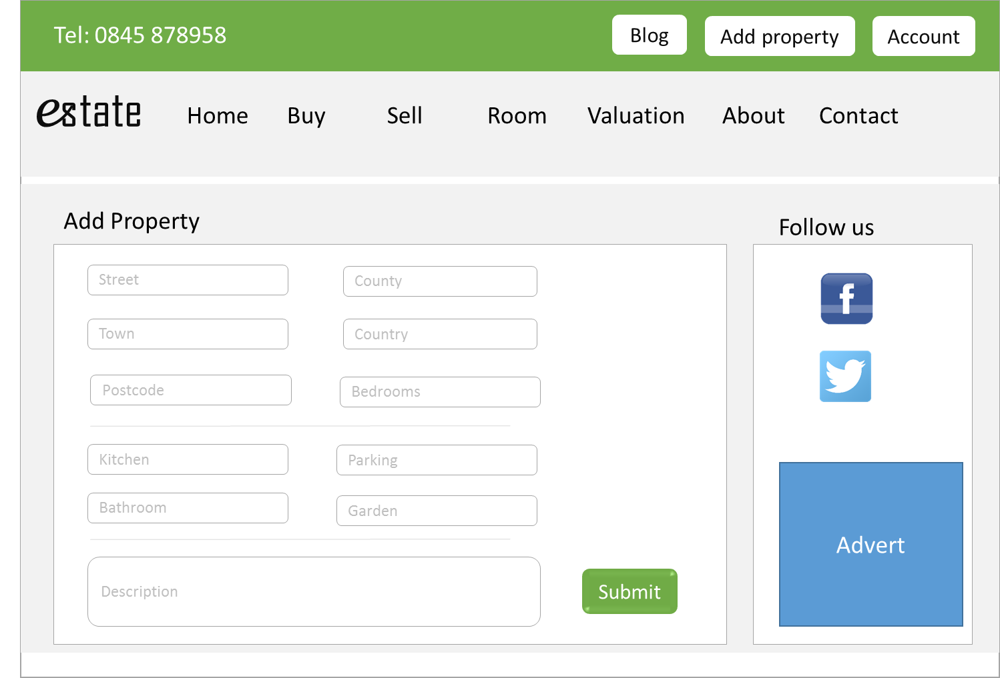 Tel: 0845 878958
Blog
Add property
Account
estate
Home Buy Sell Room Valuation About Contact
Add Property
Follow us
Street
County
Town
Country
Postcode
Bedrooms
Kitchen
Parking
Bathroom
Garden
Description
Submit
f
Advert